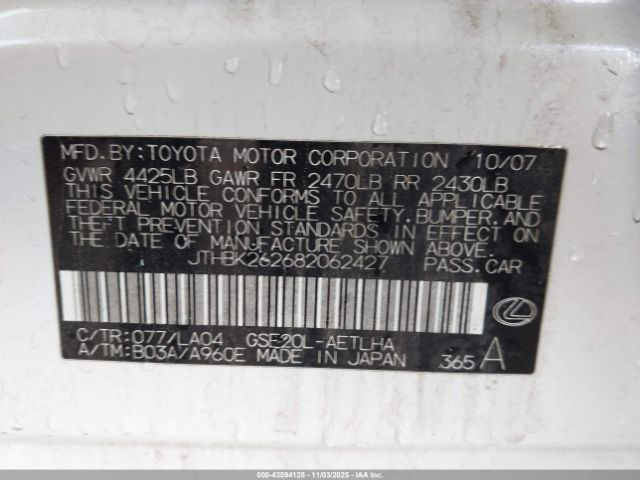 MFD.BY:TOYOTA MOTOR CORPORATION 10/07
GVWR 4425LB GAWR FR 2470LB RR 2430LB
THIS VEHICLE CONFORMS TO ALL APPLICABLE
FEDERAL MOTOR VEHICLE SAFETY, BUMPER, AND
THEFT PREVENTION STANDARDS IN EFFECT ON
THE DATE OF MANUFACTURE SHOWN ABOVE.
JTHBK262682062427 PASS.CAR
C/TR:077/LA04 GSE20L-AETLHA
A/TM:B03A/A960E MADE IN JAPAN 365 A
000-43594128 - 11/03/2025 - IAAI.COM